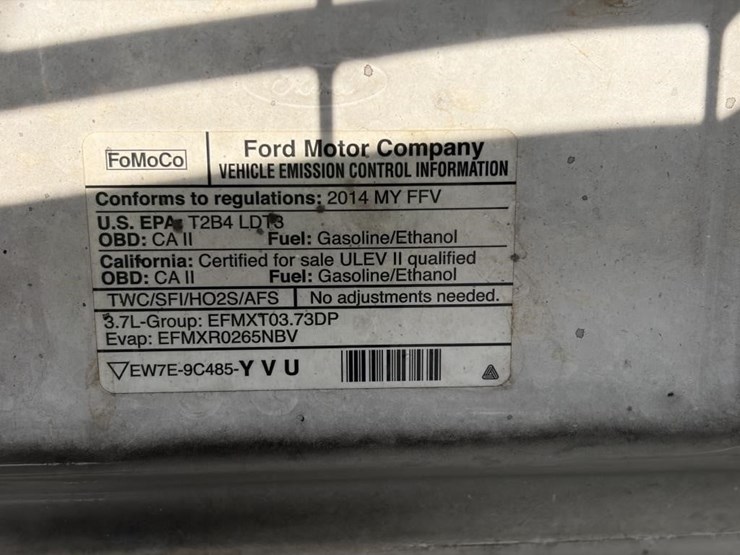 FoMoCo
Ford Motor Company
VEHICLE EMISSION CONTROL INFORMATION
Conforms to regulations: 2014 MY FFV
U.S. EPA: T2B4 LDT3
OBD: CA II Fuel: Gasoline/Ethanol
California: Certified for sale ULEV II qualified
OBD: CA II Fuel: Gasoline/Ethanol
TWC/SFI/HO2S/AFS No adjustments needed.
3.7L-Group: EFMXT03.73DP
Evap: EFMXR0265NBV
EW7E-9C485-Y V U